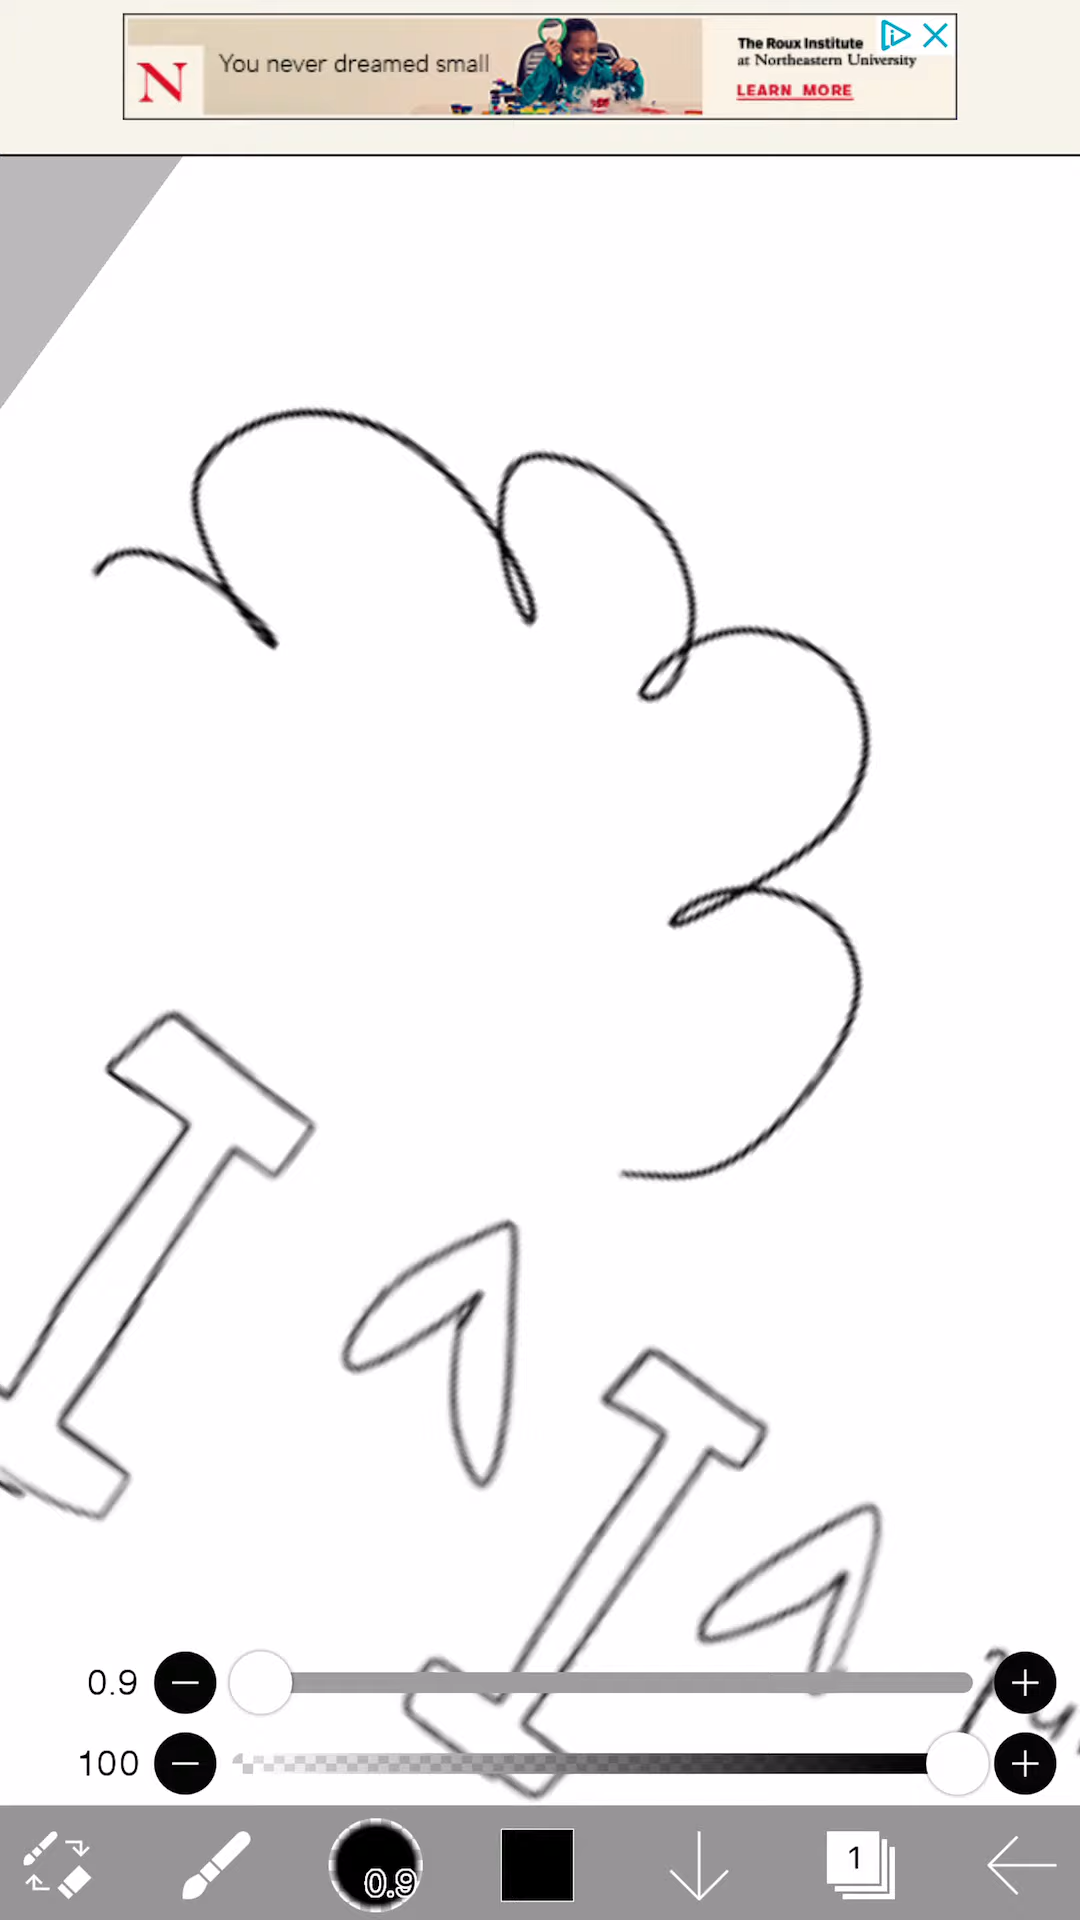 N
You never dreamed small
The Roux Institute
at Northeastern University
LEARN MORE
I
I
0.9
100
0.9
1